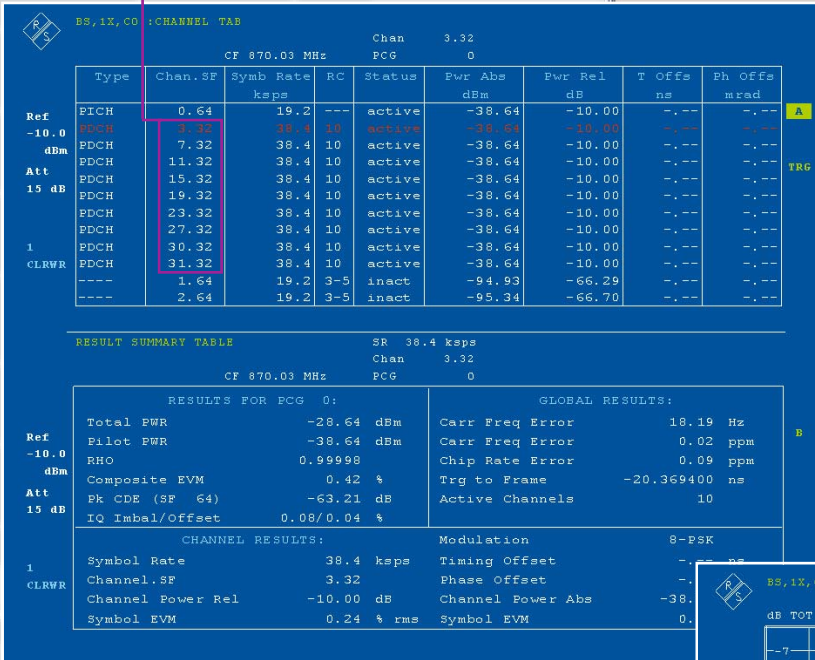 R S
BS,1X,C0 :CHANNEL TAB
Chan 3.32
CF 870.03 MHz PCG 0
Type Chan.SF Symb Rate RC Status Pwr Abs Pwr Rel T Offs Ph Offs
ksps dBm dB ns mrad
PICH 0.64 19.2 --- active -38.64 -10.00 -.-- -.--
PDCH 3.32 38.4 10 active -38.64 -10.00 -.-- -.--
PDCH 7.32 38.4 10 active -38.64 -10.00 -.-- -.--
PDCH 11.32 38.4 10 active -38.64 -10.00 -.-- -.--
PDCH 15.32 38.4 10 active -38.64 -10.00 -.-- -.--
PDCH 19.32 38.4 10 active -38.64 -10.00 -.-- -.--
PDCH 23.32 38.4 10 active -38.64 -10.00 -.-- -.--
PDCH 27.32 38.4 10 active -38.64 -10.00 -.-- -.--
PDCH 30.32 38.4 10 active -38.64 -10.00 -.-- -.--
PDCH 31.32 38.4 10 active -38.64 -10.00 -.-- -.--
---- 1.64 19.2 3-5 inact -94.93 -66.29 -.-- -.--
---- 2.64 19.2 3-5 inact -95.34 -66.70 -.-- -.--
Ref
-10.0
dBm
Att
15 dB
1
CLRWR
A
TRG
RESULT SUMMARY TABLE SR 38.4 ksps
Chan 3.32
CF 870.03 MHz PCG 0
RESULTS FOR PCG 0: GLOBAL RESULTS:
Total PWR -28.64 dBm Carr Freq Error 18.19 Hz
Pilot PWR -38.64 dBm Carr Freq Error 0.02 ppm
RHO 0.99998 Chip Rate Error 0.09 ppm
Composite EVM 0.42 % Trg to Frame -20.369400 ns
Pk CDE (SF 64) -63.21 dB Active Channels 10
IQ Imbal/Offset 0.08/0.04 %
CHANNEL RESULTS: Modulation 8-PSK
Symbol Rate 38.4 ksps Timing Offset -.-- ns
Channel.SF 3.32 Phase Offset -.
Channel Power Rel -10.00 dB Channel Power Abs -38.
Symbol EVM 0.24 % rms Symbol EVM 0.
Ref
-10.0
dBm
Att
15 dB
1
CLRWR
B
R S
BS,1X,
dB TOT
-7